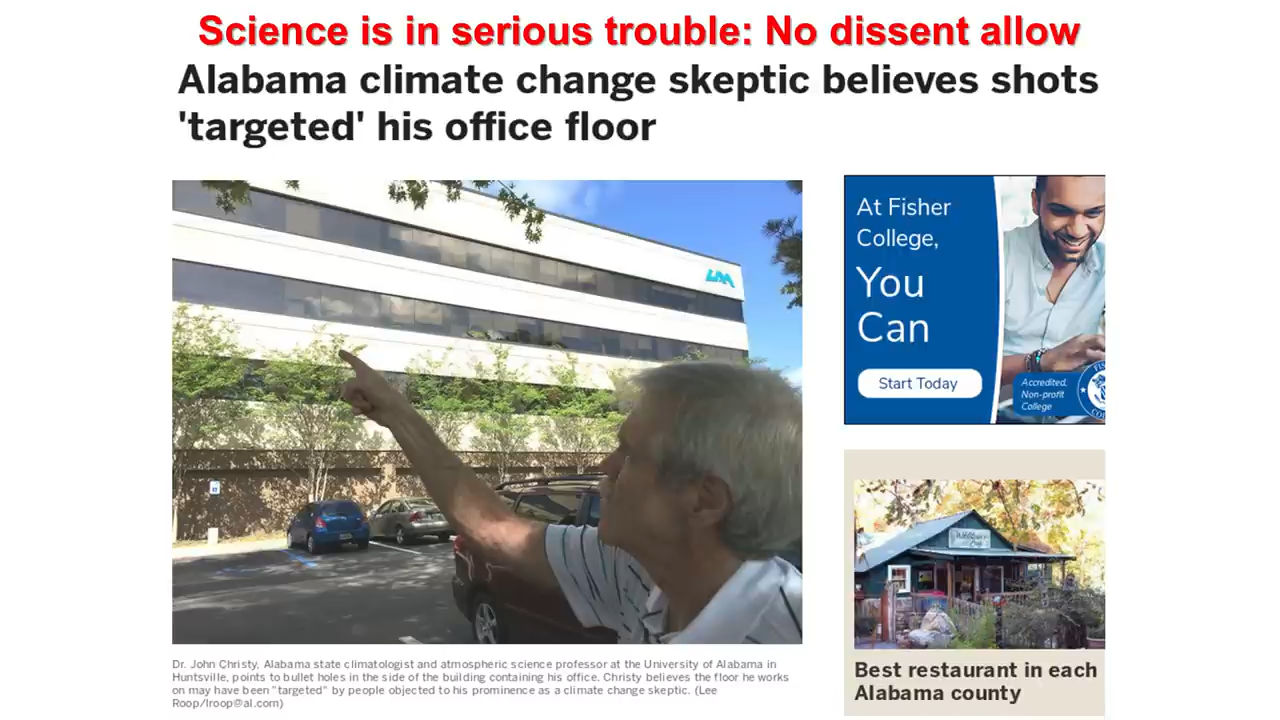 Science is in serious trouble: No dissent allow
Alabama climate change skeptic believes shots
'targeted' his office floor
UAH
At Fisher
College,
You
Can
Start Today
Accredited,
Non-profit
College
Dr. John Christy, Alabama state climatologist and atmospheric science professor at the University of Alabama in
Huntsville, points to bullet holes in the side of the building containing his office. Christy believes the floor he works
on may have been "targeted" by people objected to his prominence as a climate change skeptic. (Lee
Roop/lroop@al.com)
Best restaurant in each
Alabama county